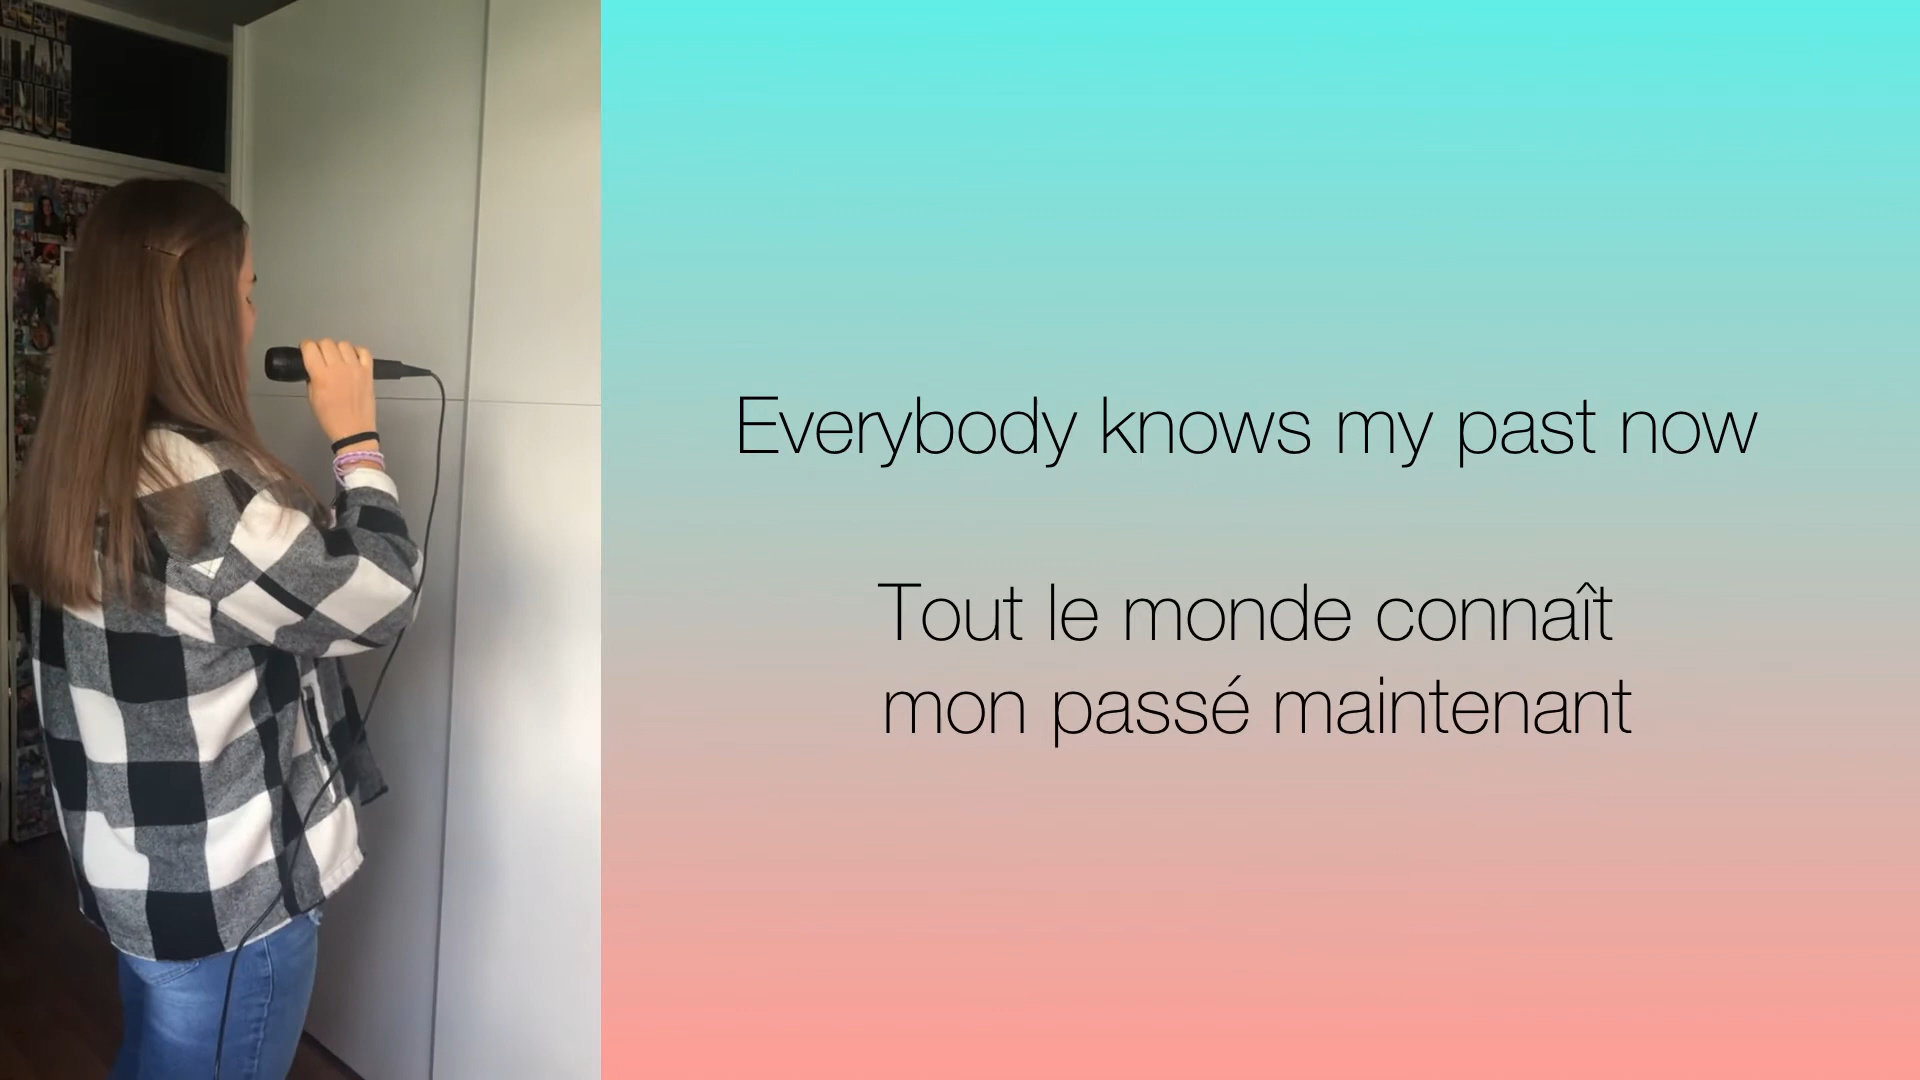 Everybody knows my past now
Tout le monde connaît
mon passé maintenant